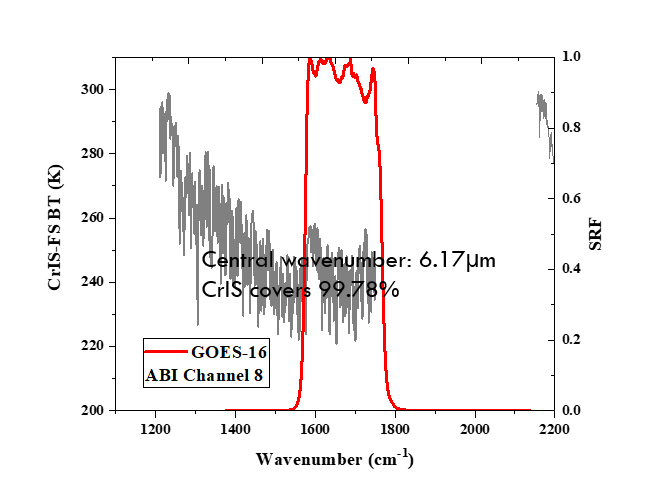 300
280
260
240
220
200
CrIS-FS BT (K)
1.0
0.8
0.6
0.4
0.2
0.0
SRF
Central wavenumber: 6.17μm
CrIS covers 99.78%
GOES-16
ABI Channel 8
1200 1400 1600 1800 2000 2200
Wavenumber (cm-1)